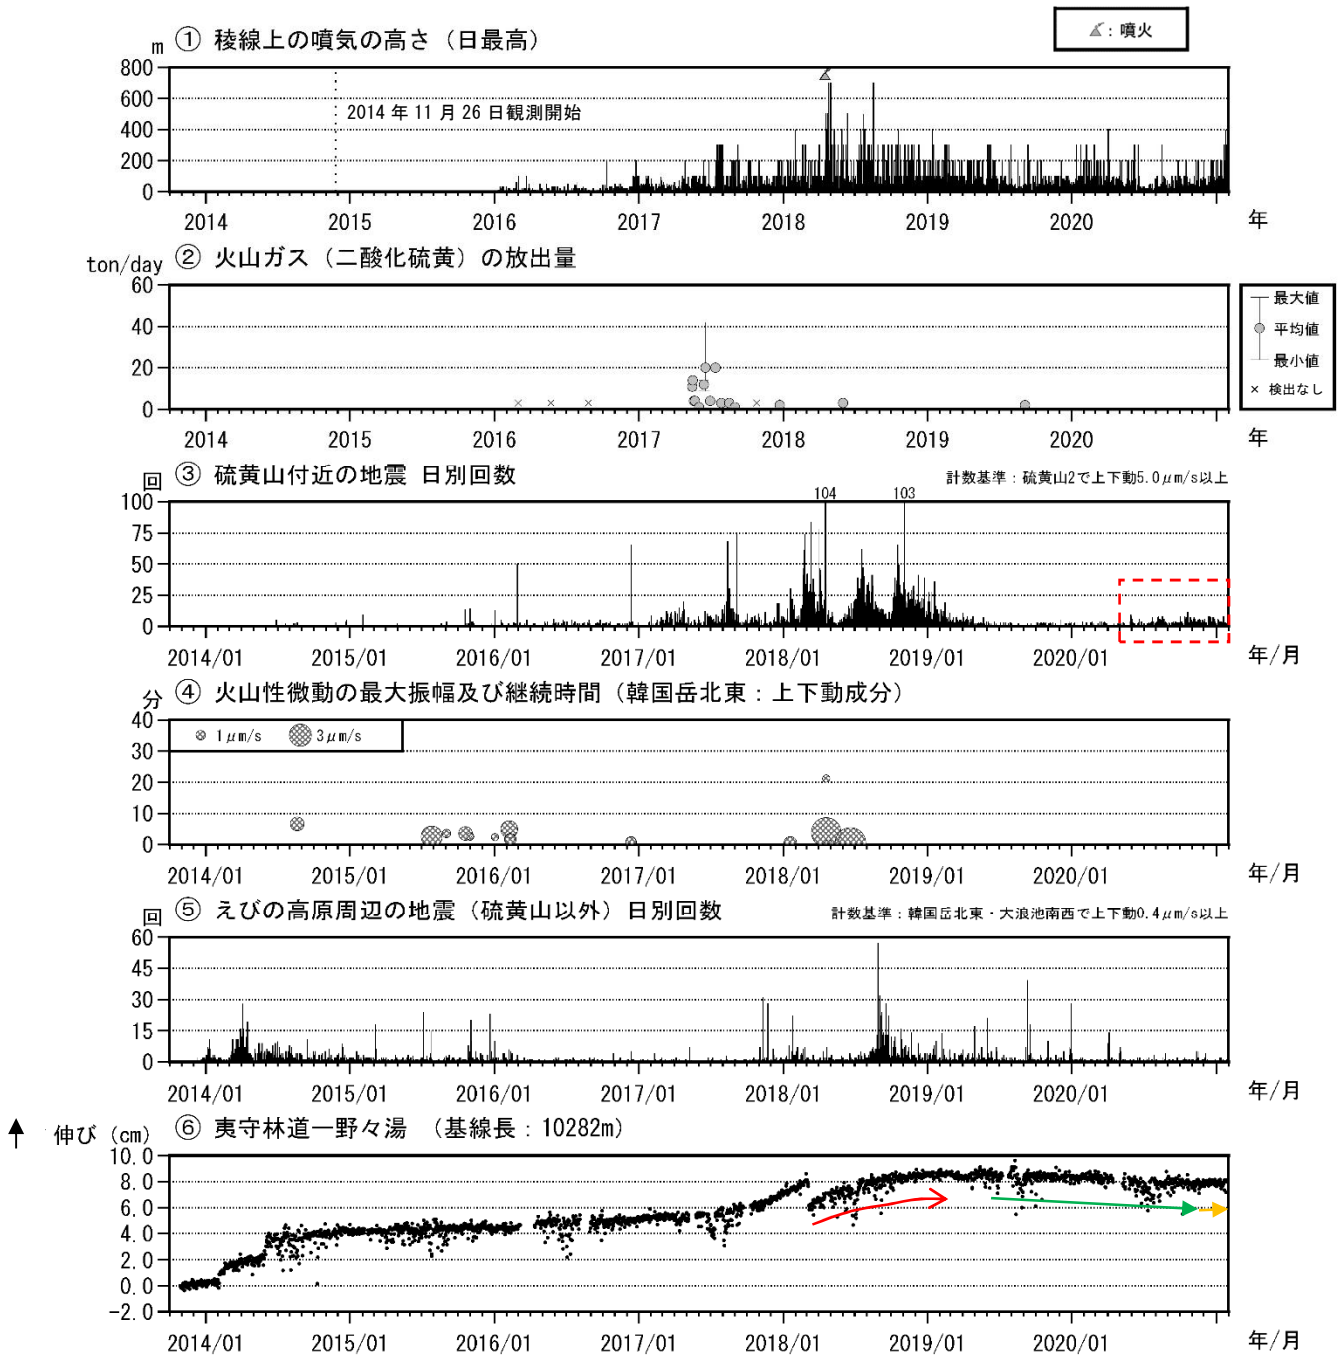 m ① 稜線上の噴気の高さ（日最高）
：噴火
800
600
400
200
0
2014年11月26日観測開始
2014 2015 2016 2017 2018 2019 2020 年
ton/day ② 火山ガス（二酸化硫黄）の放出量
60
40
20
0
最大値
平均値
最小値
× 検出なし
2014 2015 2016 2017 2018 2019 2020 年
回 ③ 硫黄山付近の地震 日別回数 計数基準：硫黄山2で上下動5.0μm/s以上
104 103
100
75
50
25
0
2014/01 2015/01 2016/01 2017/01 2018/01 2019/01 2020/01 年/月
分 ④ 火山性微動の最大振幅及び継続時間（韓国岳北東：上下動成分）
40
30
20
10
0
1μm/s 3μm/s
2014/01 2015/01 2016/01 2017/01 2018/01 2019/01 2020/01 年/月
回 ⑤ えびの高原周辺の地震（硫黄山以外）日別回数 計数基準：韓国岳北東・大浪池南西で上下動0.4μm/s以上
60
45
30
15
0
2014/01 2015/01 2016/01 2017/01 2018/01 2019/01 2020/01 年/月
伸び（cm） ⑥ 夷守林道－野々湯 （基線長：10282m）
10.0
8.0
6.0
4.0
2.0
0.0
-2.0
2014/01 2015/01 2016/01 2017/01 2018/01 2019/01 2020/01 年/月